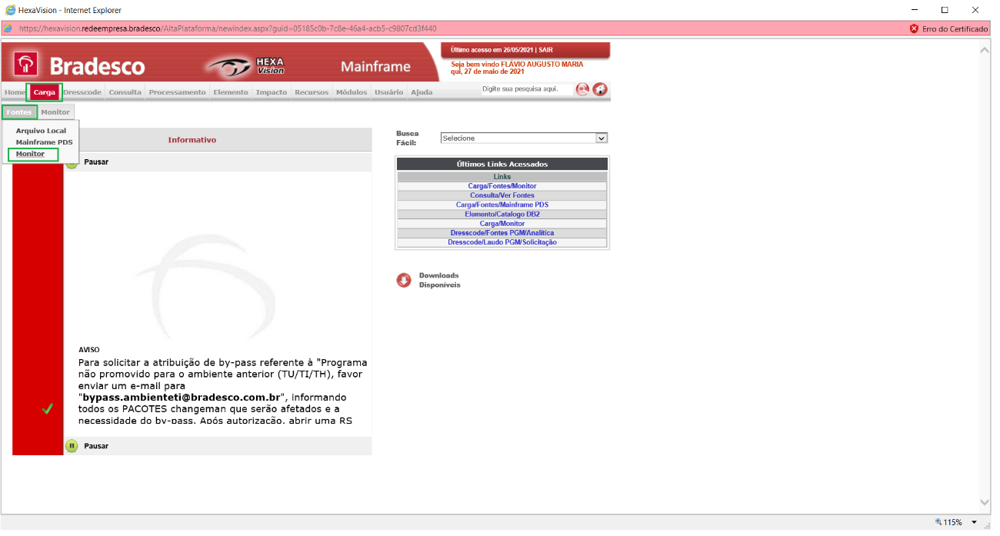 HexaVision - Internet Explorer
https://hexavision.redeempresa.bradesco/AltaPlataforma/newindex.aspx?guid=05185c0b-7c8e-46a4-acb5-c9807cd3f440
Erro do Certificado
Bradesco
HEXA
Vision
Mainframe
Último acesso em 26/05/2021 | SAIR
Seja bem vindo FLÁVIO AUGUSTO MARIA
qui, 27 de maio de 2021
Home Carga Dresscode Consulta Processamento Elemento Impacto Recursos Módulos Usuário Ajuda
Digite sua pesquisa aqui.
Fontes Monitor
Arquivo Local
Mainframe PDS
Monitor
Informativo
Pausar
Busca
Fácil:
Selecione
Últimos Links Acessados
Links
Carga/Fontes/Monitor
Consulta/Ver Fontes
Carga/Fontes/Mainframe PDS
Elemento/Catalogo DB2
Carga/Monitor
Dresscode/Fontes PGM/Analítica
Dresscode/Laudo PGM/Solicitação
Downloads
Disponíveis
AVISO
Para solicitar a atribuição de by-pass referente à "Programa
não promovido para o ambiente anterior (TU/TI/TH), favor
enviar um e-mail para
"bypass.ambienteti@bradesco.com.br", informando
todos os PACOTES changeman que serão afetados e a
necessidade do by-pass. Após autorização, abrir uma RS
Pausar
115%